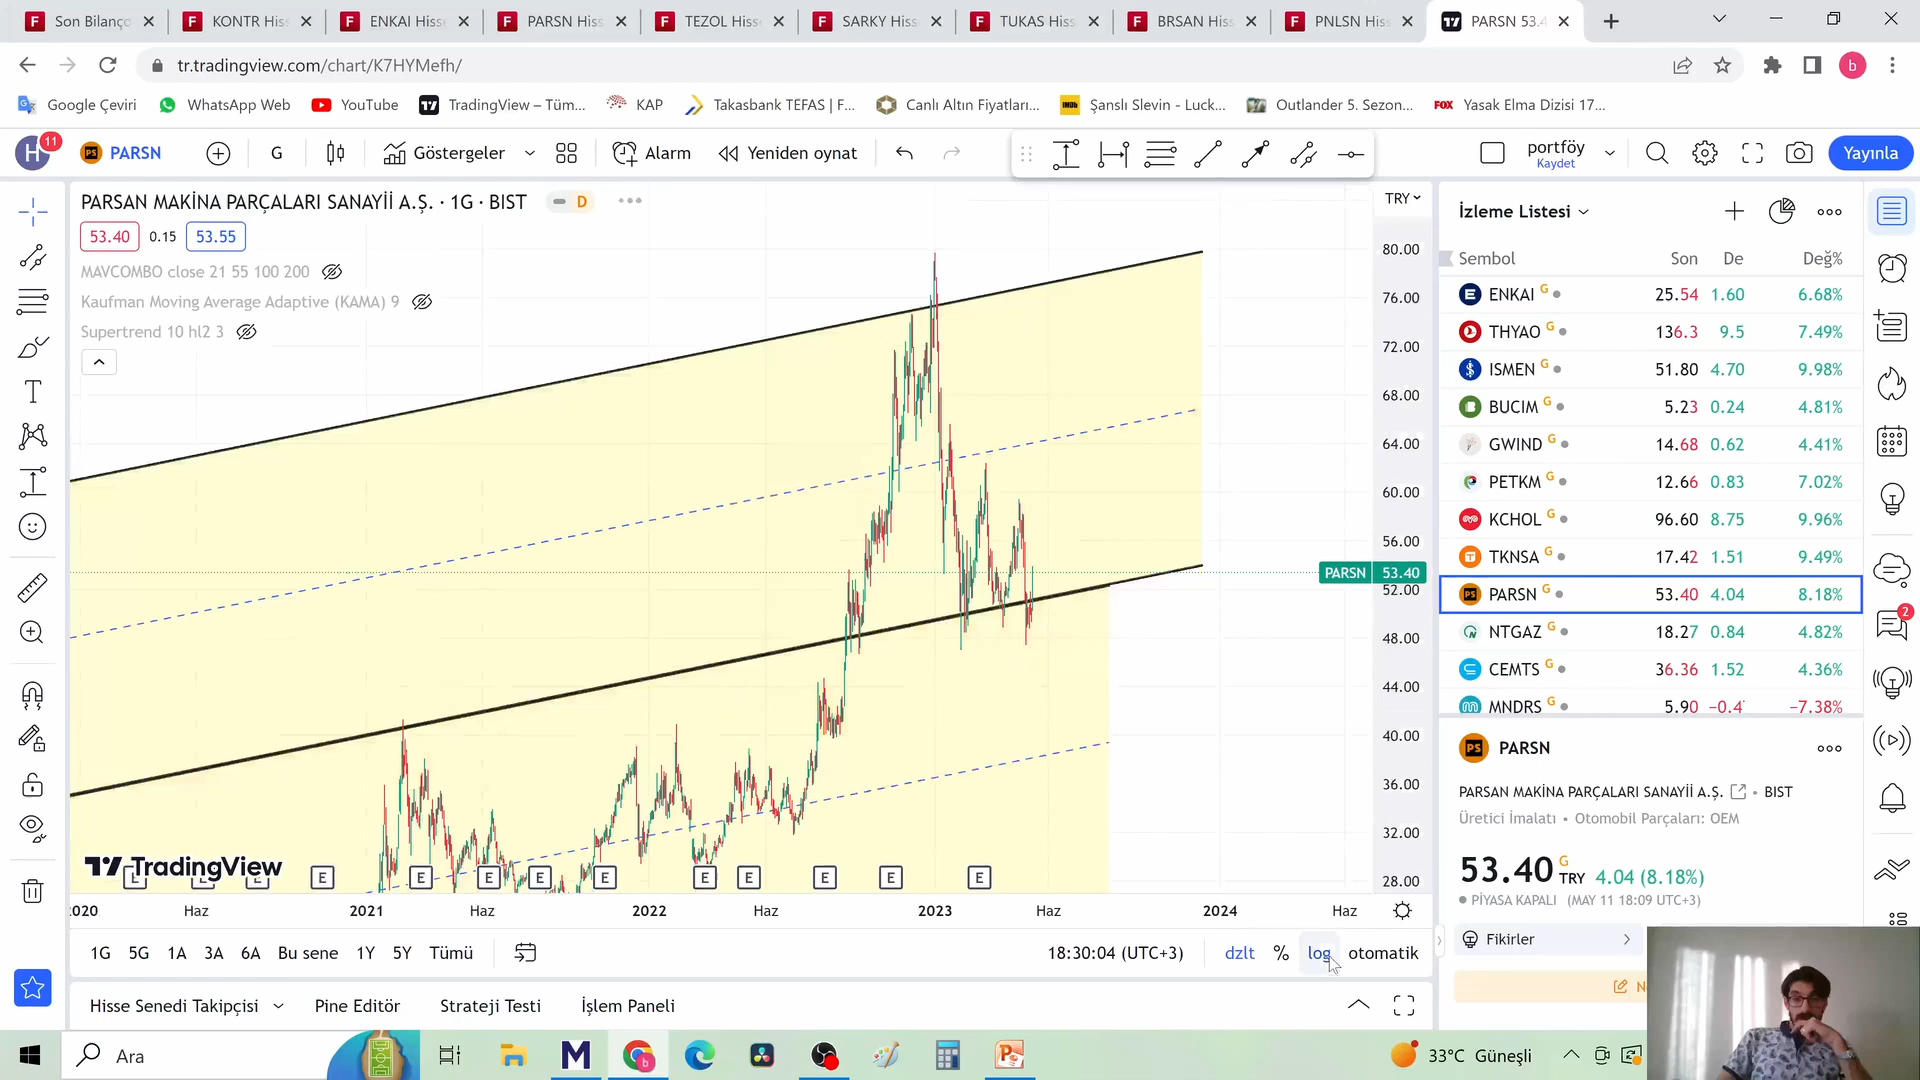 Son Bilanço
KONTR His
ENKAI Hiss
PARSN Hiss
TEZOL Hiss
SARKY Hiss
TUKAS Hiss
BRSAN Hiss
PNLSN His
PARSN 53.4
tr.tradingview.com/chart/K7HYMefh/
b
Google Çeviri
WhatsApp Web
YouTube
TradingView – Tüm...
KAP
Takasbank TEFAS | F...
Canlı Altın Fiyatları...
Şanslı Slevin - Luck...
Outlander 5. Sezon...
FOX
Yasak Elma Dizisi 17...
H 11
PARSN
G
Göstergeler
Alarm
Yeniden oynat
portföy
Kaydet
Yayınla
PARSAN MAKİNA PARÇALARI SANAYİİ A.Ş. · 1G · BIST
D
53.40 0.15 53.55
MAVCOMBO close 21 55 100 200
Kaufman Moving Average Adaptive (KAMA) 9
Supertrend 10 hl2 3
TRY
80.00
76.00
72.00
68.00
64.00
60.00
56.00
PARSN 53.40
52.00
48.00
44.00
40.00
36.00
32.00
28.00
TradingView
E E E E E E E E E E E E
2020 Haz 2021 Haz 2022 Haz 2023 Haz 2024 Haz
1G 5G 1A 3A 6A Bu sene 1Y 5Y Tümü
18:30:04 (UTC+3) dzlt % log otomatik
Hisse Senedi Takipçisi
Pine Editör
Strateji Testi
İşlem Paneli
İzleme Listesi
Sembol Son De Değ%
ENKAI G 25.54 1.60 6.68%
THYAO G 136.3 9.5 7.49%
ISMEN G 51.80 4.70 9.98%
BUCIM G 5.23 0.24 4.81%
GWIND G 14.68 0.62 4.41%
PETKM G 12.66 0.83 7.02%
KCHOL G 96.60 8.75 9.96%
TKNSA G 17.42 1.51 9.49%
PARSN G 53.40 4.04 8.18%
NTGAZ G 18.27 0.84 4.82%
CEMTS G 36.36 1.52 4.36%
MNDRS G 5.90 −0.4 −7.38%
PARSN
PARSAN MAKİNA PARÇALARI SANAYİİ A.Ş. • BIST
Üretici İmalatı • Otomobil Parçaları: OEM
53.40 G TRY 4.04 (8.18%)
PİYASA KAPALI (MAY 11 18:09 UTC+3)
Fikirler
N
2
Ara
33°C Güneşli